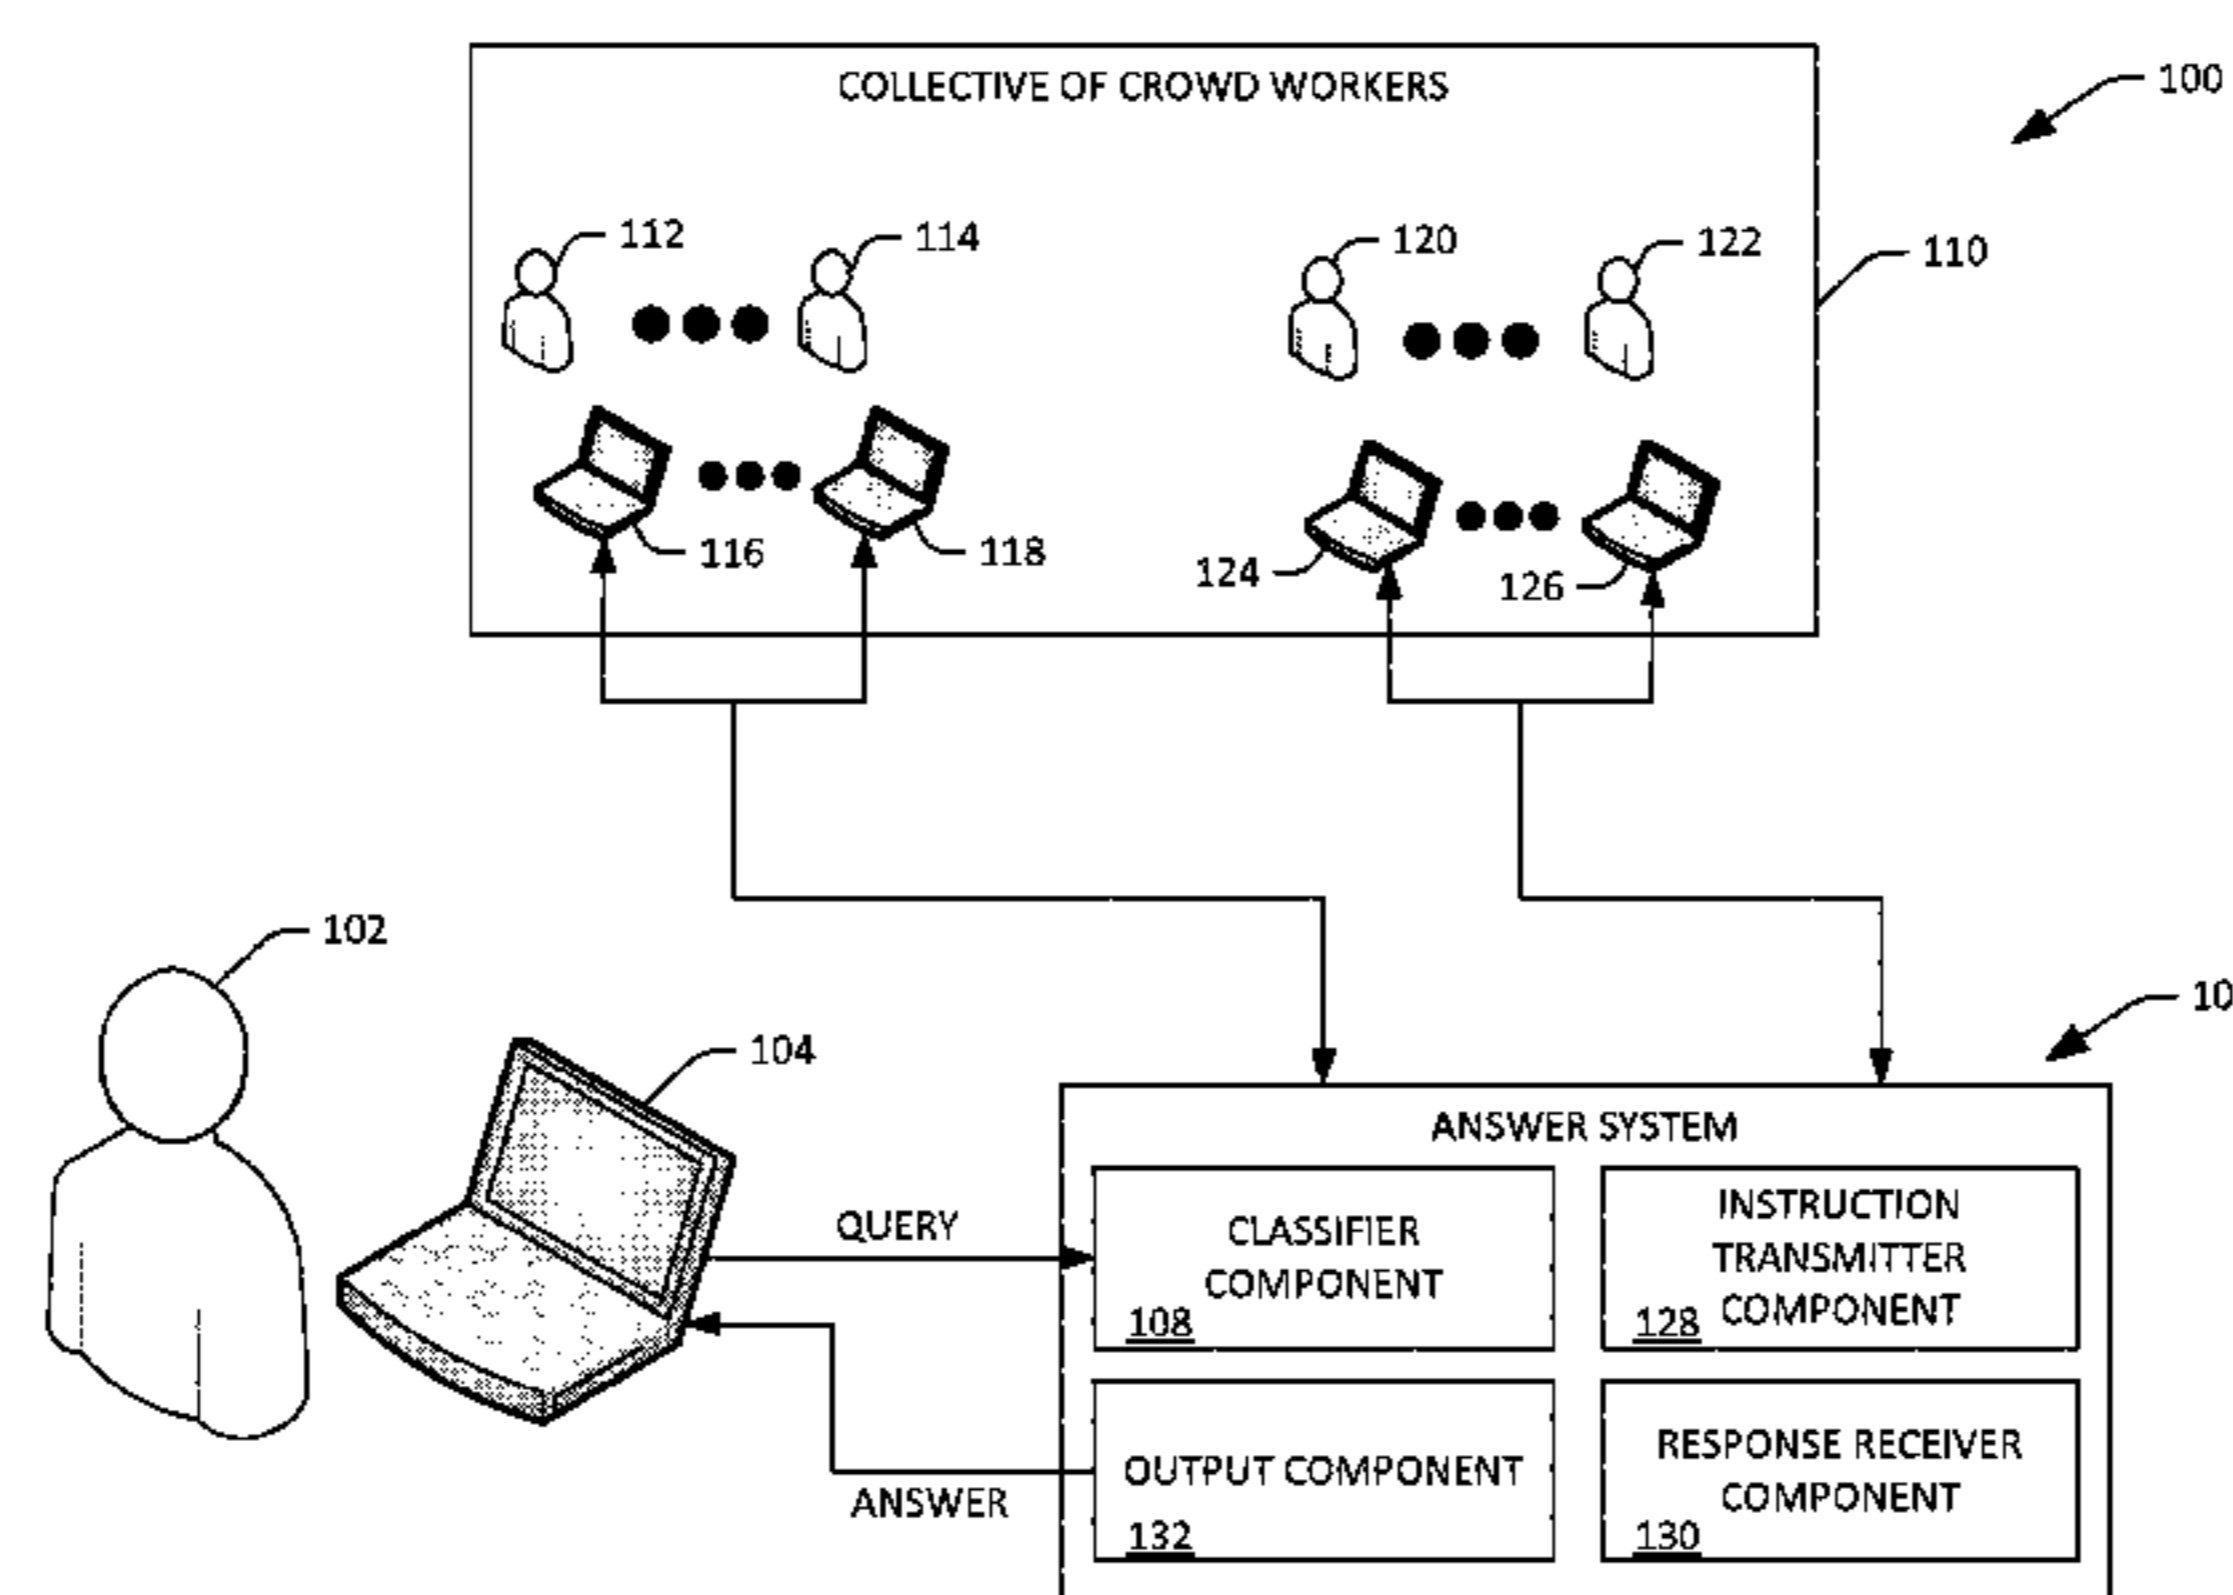 COLLECTIVE OF CROWD WORKERS
100
112
114
120
122
110
116
118
124
126
102
104
10
ANSWER SYSTEM
QUERY
CLASSIFIER
COMPONENT
108
INSTRUCTION
TRANSMITTER
COMPONENT
128
ANSWER
OUTPUT COMPONENT
132
RESPONSE RECEIVER
COMPONENT
130